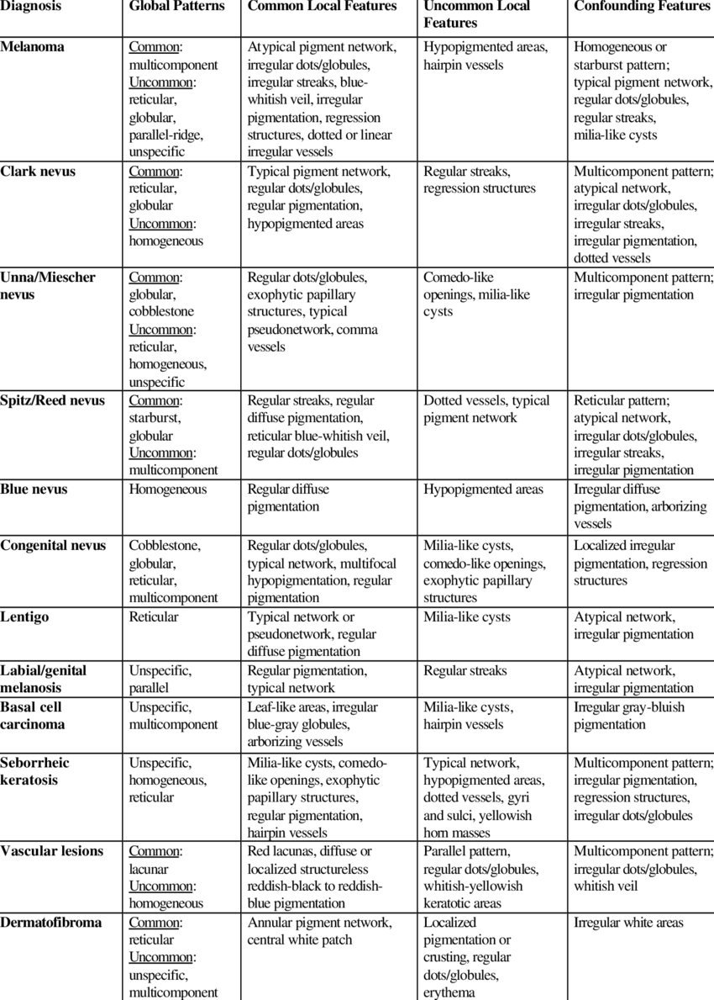 Diagnosis
Global Patterns
Common Local Features
Uncommon Local
Features
Confounding Features
Melanoma
Common:
multicomponent
Uncommon:
reticular,
globular,
parallel-ridge,
unspecific
Atypical pigment network,
irregular dots/globules,
irregular streaks, blue-
whitish veil, irregular
pigmentation, regression
structures, dotted or linear
irregular vessels
Hypopigmented areas,
hairpin vessels
Homogeneous or
starburst pattern;
typical pigment network,
regular dots/globules,
regular streaks,
milia-like cysts
Clark nevus
Common:
reticular,
globular
Uncommon:
homogeneous
Typical pigment network,
regular dots/globules,
regular pigmentation,
hypopigmented areas
Regular streaks,
regression structures
Multicomponent pattern;
atypical network,
irregular dots/globules,
irregular streaks,
irregular pigmentation,
dotted vessels
Unna/Miescher
nevus
Common:
globular,
cobblestone
Uncommon:
reticular,
homogeneous,
unspecific
Regular dots/globules,
exophytic papillary
structures, typical
pseudonetwork, comma
vessels
Comedo-like
openings, milia-like
cysts
Multicomponent pattern;
irregular pigmentation
Spitz/Reed nevus
Common:
starburst,
globular
Uncommon:
multicomponent
Regular streaks, regular
diffuse pigmentation,
reticular blue-whitish veil,
regular dots/globules
Dotted vessels, typical
pigment network
Reticular pattern;
atypical network,
irregular dots/globules,
irregular streaks,
irregular pigmentation
Blue nevus
Homogeneous
Regular diffuse
pigmentation
Hypopigmented areas
Irregular diffuse
pigmentation, arborizing
vessels
Congenital nevus
Cobblestone,
globular,
reticular,
multicomponent
Regular dots/globules,
typical network, multifocal
hypopigmentation, regular
pigmentation
Milia-like cysts,
comedo-like openings,
exophytic papillary
structures
Localized irregular
pigmentation, regression
structures
Lentigo
Reticular
Typical network or
pseudonetwork, regular
diffuse pigmentation
Milia-like cysts
Atypical network,
irregular pigmentation
Labial/genital
melanosis
Unspecific,
parallel
Regular pigmentation,
typical network
Regular streaks
Atypical network,
irregular pigmentation
Basal cell
carcinoma
Unspecific,
multicomponent
Leaf-like areas, irregular
blue-gray globules,
arborizing vessels
Milia-like cysts,
hairpin vessels
Irregular gray-bluish
pigmentation
Seborrheic
keratosis
Unspecific,
homogeneous,
reticular
Milia-like cysts, comedo-
like openings, exophytic
papillary structures,
regular pigmentation,
hairpin vessels
Typical network,
hypopigmented areas,
dotted vessels, gyri
and sulci, yellowish
horn masses
Multicomponent pattern;
irregular pigmentation,
regression structures,
irregular dots/globules
Vascular lesions
Common:
lacunar
Uncommon:
homogeneous
Red lacunas, diffuse or
localized structureless
reddish-black to reddish-
blue pigmentation
Parallel pattern,
regular dots/globules,
whitish-yellowish
keratotic areas
Multicomponent pattern;
irregular dots/globules,
whitish veil
Dermatofibroma
Common:
reticular
Uncommon:
unspecific,
multicomponent
Annular pigment network,
central white patch
Localized
pigmentation or
crusting, regular
dots/globules,
erythema
Irregular white areas